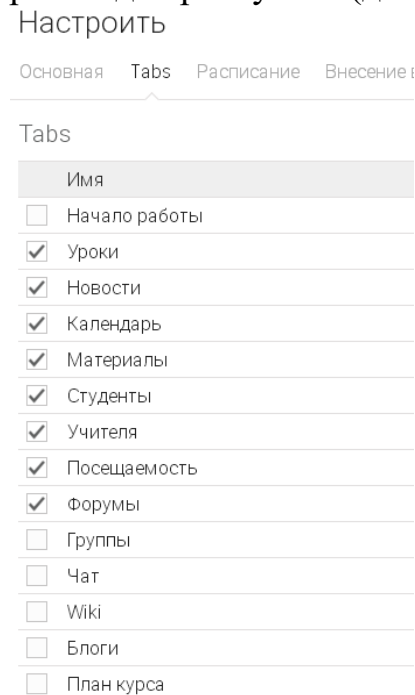 Настроить
Основная Tabs Расписание Внесение
Tabs
Имя
Начало работы
Уроки
Новости
Календарь
Материалы
Студенты
Учителя
Посещаемость
Форумы
Группы
Чат
Wiki
Блоги
План курса